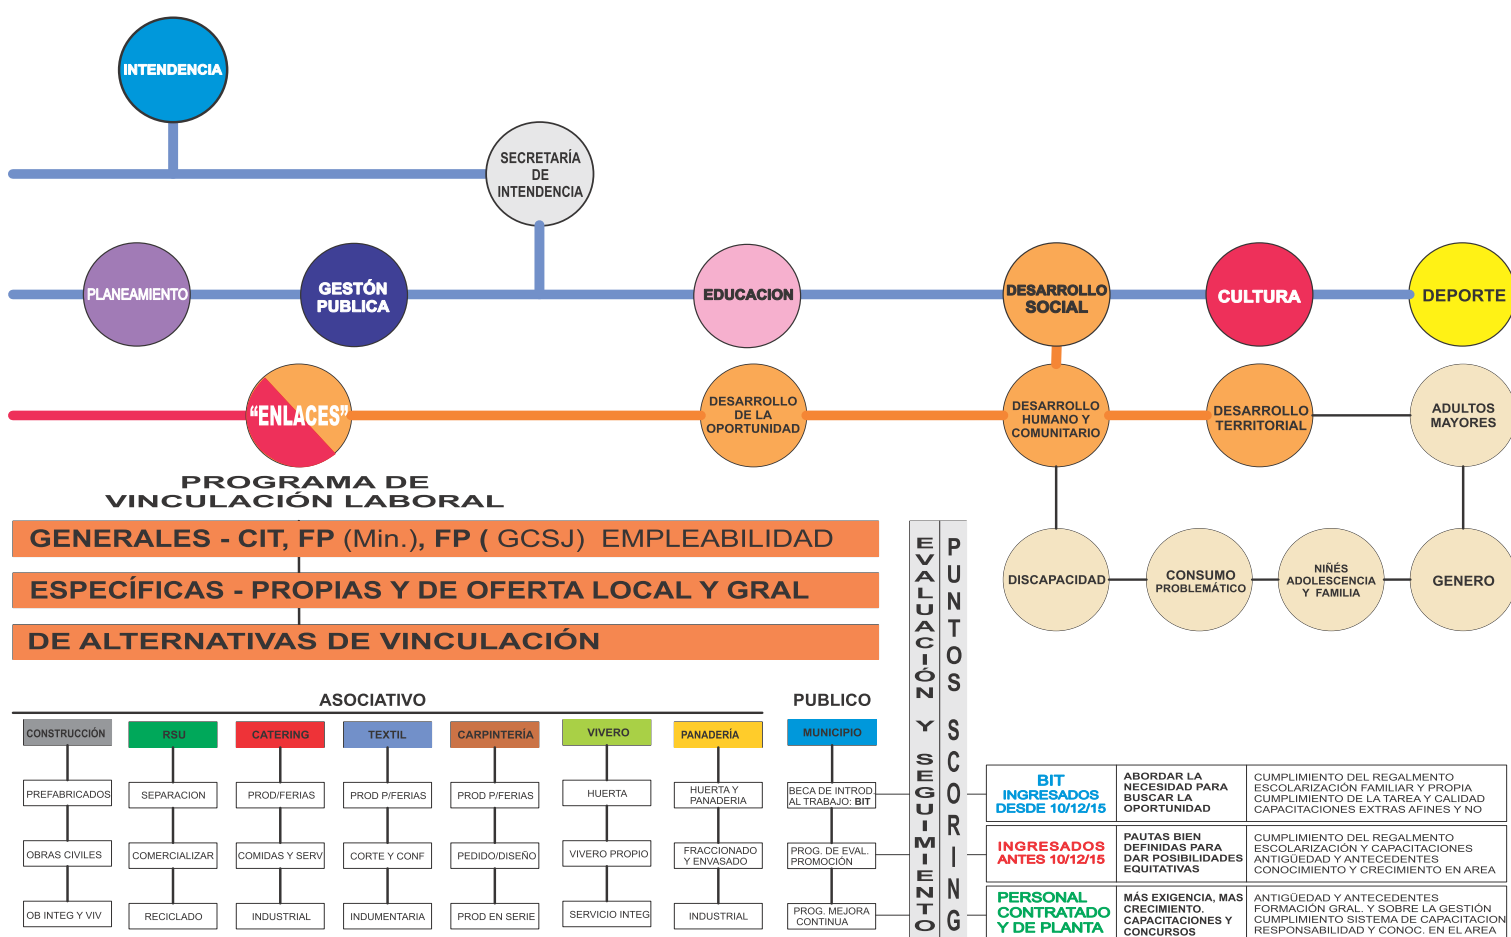 INTENDENCIA
SECRETARÍA
DE
INTENDENCIA
PLANEAMIENTO
GESTÓN
PUBLICA
EDUCACION
DESARROLLO
SOCIAL
CULTURA
DEPORTE
“ENLACES”
DESARROLLO
DE LA
OPORTUNIDAD
DESARROLLO
HUMANO Y
COMUNITARIO
DESARROLLO
TERRITORIAL
ADULTOS
MAYORES
PROGRAMA DE
VINCULACIÓN LABORAL
GENERALES - CIT, FP (Min.), FP ( GCSJ) EMPLEABILIDAD
ESPECÍFICAS - PROPIAS Y DE OFERTA LOCAL Y GRAL
DE ALTERNATIVAS DE VINCULACIÓN
DISCAPACIDAD
CONSUMO
PROBLEMÁTICO
NIÑÉS
ADOLESCENCIA
Y FAMILIA
GENERO
EVALUACIÓN Y SEGUIMIENTO
PUNTOS SCORING
ASOCIATIVO
PUBLICO
CONSTRUCCIÓN
RSU
CATERING
TEXTIL
CARPINTERÍA
VIVERO
PANADERÍA
MUNICIPIO
PREFABRICADOS
SEPARACION
PROD/FERIAS
PROD P/FERIAS
PROD P/FERIAS
HUERTA
HUERTA Y
PANADERIA
BECA DE INTROD.
AL TRABAJO: BIT
OBRAS CIVILES
COMERCIALIZAR
COMIDAS Y SERV
CORTE Y CONF
PEDIDO/DISEÑO
VIVERO PROPIO
FRACCIONADO
Y ENVASADO
PROG. DE EVAL.
PROMOCIÓN
OB INTEG Y VIV
RECICLADO
INDUSTRIAL
INDUMENTARIA
PROD EN SERIE
SERVICIO INTEG
INDUSTRIAL
PROG. MEJORA
CONTINUA
BIT
INGRESADOS
DESDE 10/12/15
ABORDAR LA
NECESIDAD PARA
BUSCAR LA
OPORTUNIDAD
CUMPLIMIENTO DEL REGALMENTO
ESCOLARIZACIÓN FAMILIAR Y PROPIA
CUMPLIMIENTO DE LA TAREA Y CALIDAD
CAPACITACIONES EXTRAS AFINES Y NO
INGRESADOS
ANTES 10/12/15
PAUTAS BIEN
DEFINIDAS PARA
DAR POSIBILIDADES
EQUITATIVAS
CUMPLIMIENTO DEL REGALMENTO
ESCOLARIZACIÓN Y CAPACITACIONES
ANTIGÜEDAD Y ANTECEDENTES
CONOCIMIENTO Y CRECIMIENTO EN AREA
PERSONAL
CONTRATADO
Y DE PLANTA
MÁS EXIGENCIA, MAS
CRECIMIENTO.
CAPACITACIONES Y
CONCURSOS
ANTIGÜEDAD Y ANTECEDENTES
FORMACIÓN GRAL. Y SOBRE LA GESTIÓN
CUMPLIMIENTO SISTEMA DE CAPACITACION
RESPONSABILIDAD Y CONOC. EN EL AREA